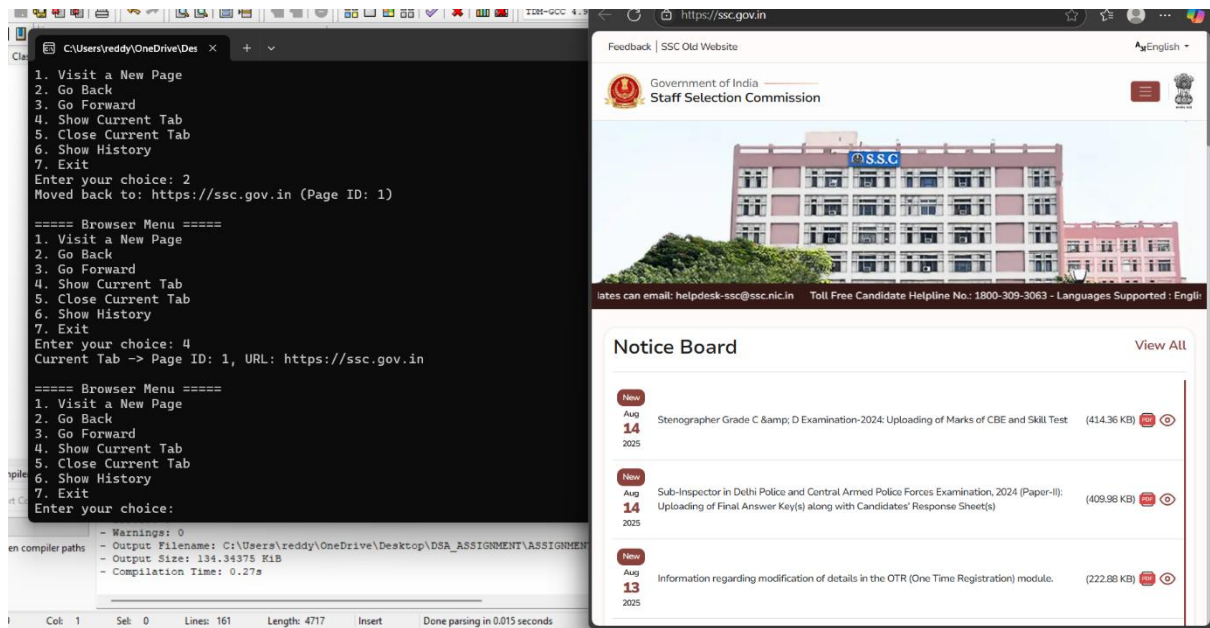 TDM-GCC 4.9
C:\Users\reddy\OneDrive\Des
1. Visit a New Page
2. Go Back
3. Go Forward
4. Show Current Tab
5. Close Current Tab
6. Show History
7. Exit
Enter your choice: 2
Moved back to: https://ssc.gov.in (Page ID: 1)
===== Browser Menu =====
1. Visit a New Page
2. Go Back
3. Go Forward
4. Show Current Tab
5. Close Current Tab
6. Show History
7. Exit
Enter your choice: 4
Current Tab -> Page ID: 1, URL: https://ssc.gov.in
===== Browser Menu =====
1. Visit a New Page
2. Go Back
3. Go Forward
4. Show Current Tab
5. Close Current Tab
6. Show History
7. Exit
Enter your choice:
en compiler paths
- Warnings: 0
- Output Filename: C:\Users\reddy\OneDrive\Desktop\DSA_ASSIGNMENT\ASSIGNMEN
- Output Size: 134.34375 KiB
- Compilation Time: 0.27s
Col: 1 Sel: 0 Lines: 161 Length: 4717 Insert Done parsing in 0.015 seconds
https://ssc.gov.in
Feedback | SSC Old Website
English
Government of India
Staff Selection Commission
S.S.C
lates can email: helpdesk-ssc@ssc.nic.in Toll Free Candidate Helpline No.: 1800-309-3063 - Languages Supported : Englis
Notice Board View All
New
Aug
14
2025
Stenographer Grade C &amp; D Examination-2024: Uploading of Marks of CBE and Skill Test (414.36 KB) PDF
New
Aug
14
2025
Sub-Inspector in Delhi Police and Central Armed Police Forces Examination, 2024 (Paper-II):
Uploading of Final Answer Key(s) along with Candidates' Response Sheet(s) (409.98 KB) PDF
New
Aug
13
2025
Information regarding modification of details in the OTR (One Time Registration) module. (222.88 KB) PDF